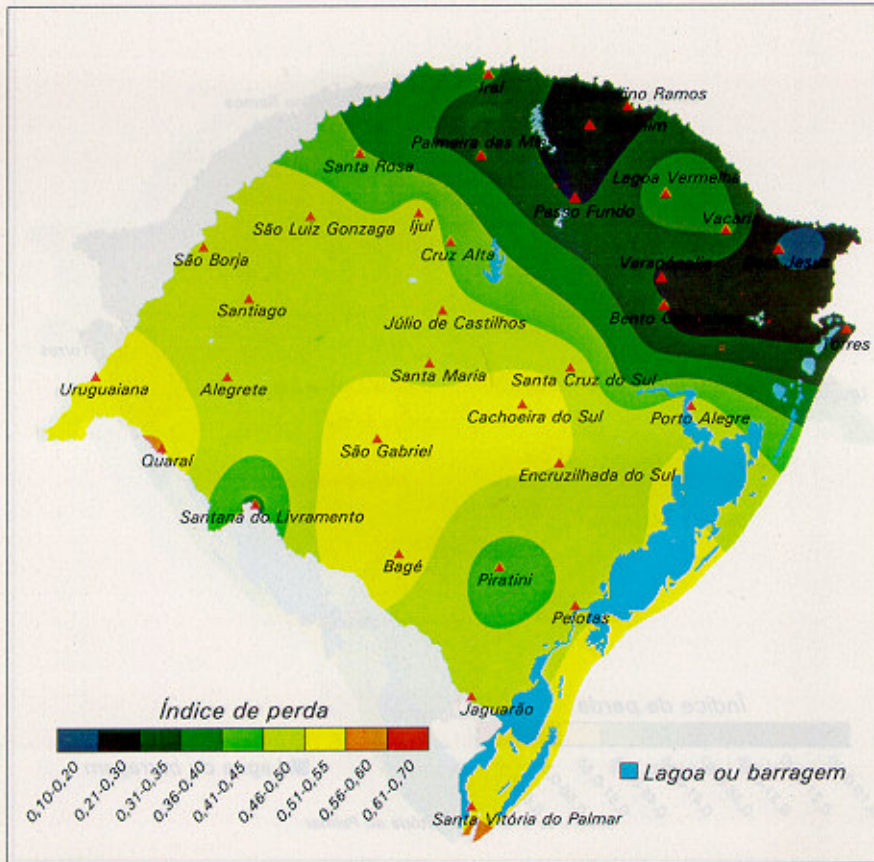 Iraí
Ramos
Palmeira das
Santa Rosa
Lagoa Vermelha
Passo Fundo
Vacaria
São Luiz Gonzaga
Ijuí
Cruz Alta
São Borja
Santiago
Júlio de Castilhos
Bento
Torres
Uruguaiana
Alegrete
Santa Maria
Santa Cruz do Sul
Cachoeira do Sul
Porto Alegre
Quaraí
São Gabriel
Encruzilhada do Sul
Santana do Livramento
Bagé
Piratini
Pelotas
Jaguarão
Índice de perda
0,10-0,20
0,21-0,30
0,31-0,35
0,36-0,40
0,41-0,45
0,46-0,50
0,51-0,55
0,56-0,60
0,61-0,70
Lagoa ou barragem
Santa Vitória do Palmar